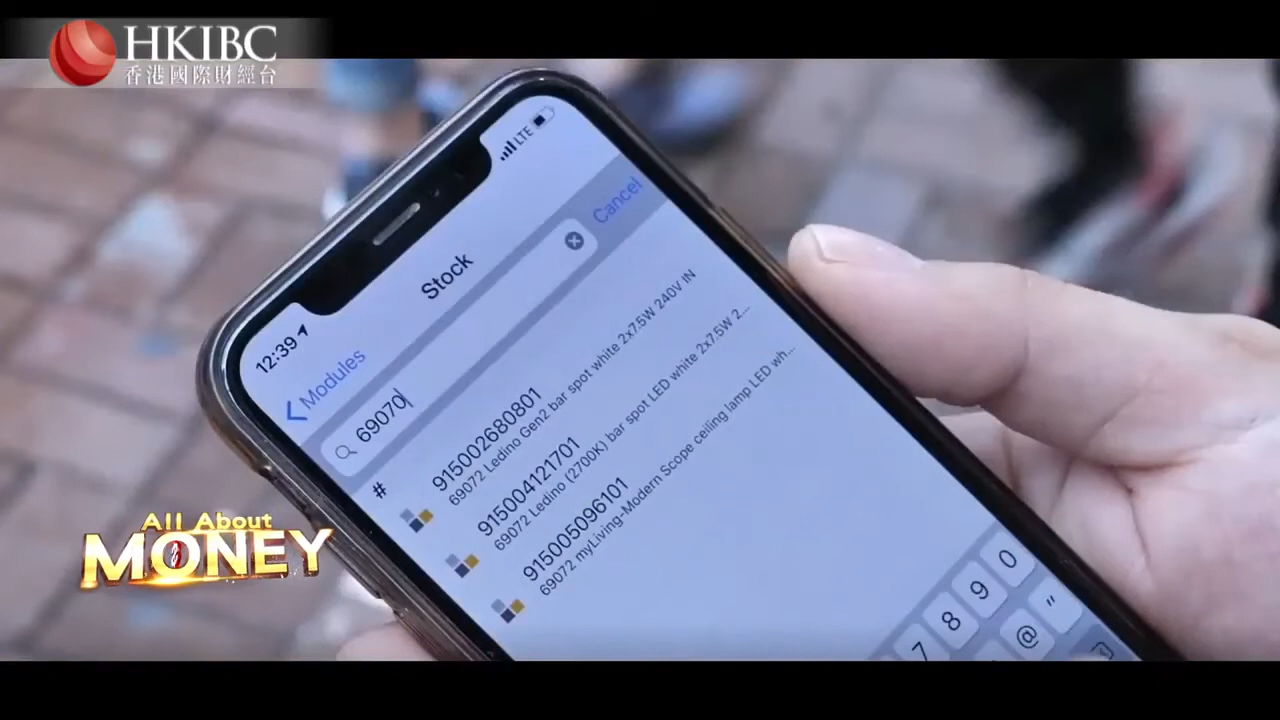 HKIBC
香港國際財經台
12:39
LTE
Modules
Stock
69070
Cancel
#
915002680801
69072 Ledino Gen2 bar spot white 2x7.5W 240V IN
915004121701
69072 Ledino (2700K) bar spot LED white 2x7.5W 2...
915005096101
69072 myLiving-Modern Scope ceiling lamp LED wh...
7 8 9 0
@ "
All About
MONEY